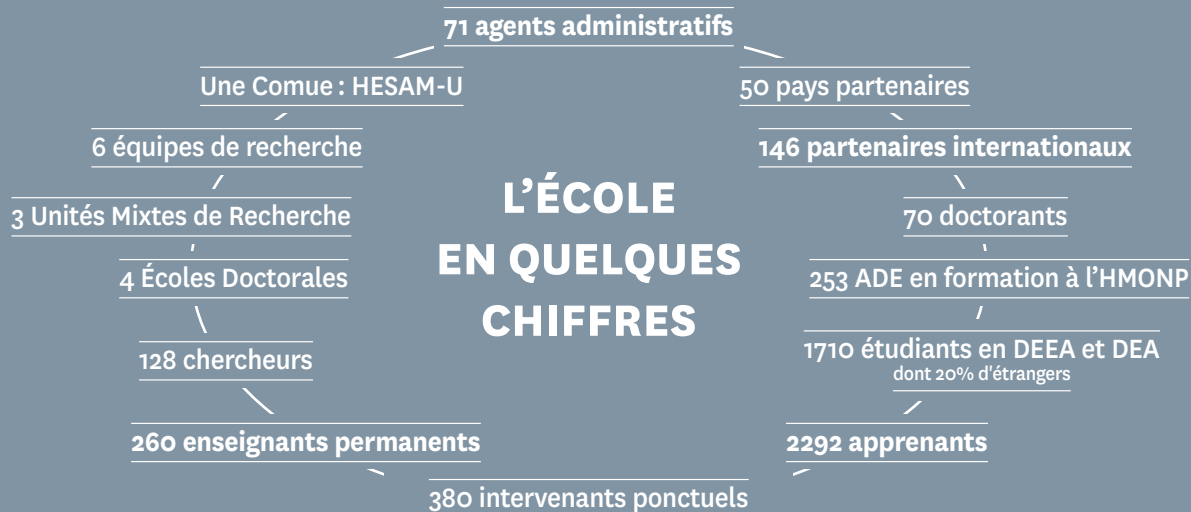 71 agents administratifs
Une Comue : HESAM-U
50 pays partenaires
6 équipes de recherche
146 partenaires internationaux
3 Unités Mixtes de Recherche
70 doctorants
4 Écoles Doctorales
253 ADE en formation à l'HMONP
L'ÉCOLE
EN QUELQUES
CHIFFRES
128 chercheurs
1710 étudiants en DEEA et DEA
dont 20% d'étrangers
260 enseignants permanents
2292 apprenants
380 intervenants ponctuels